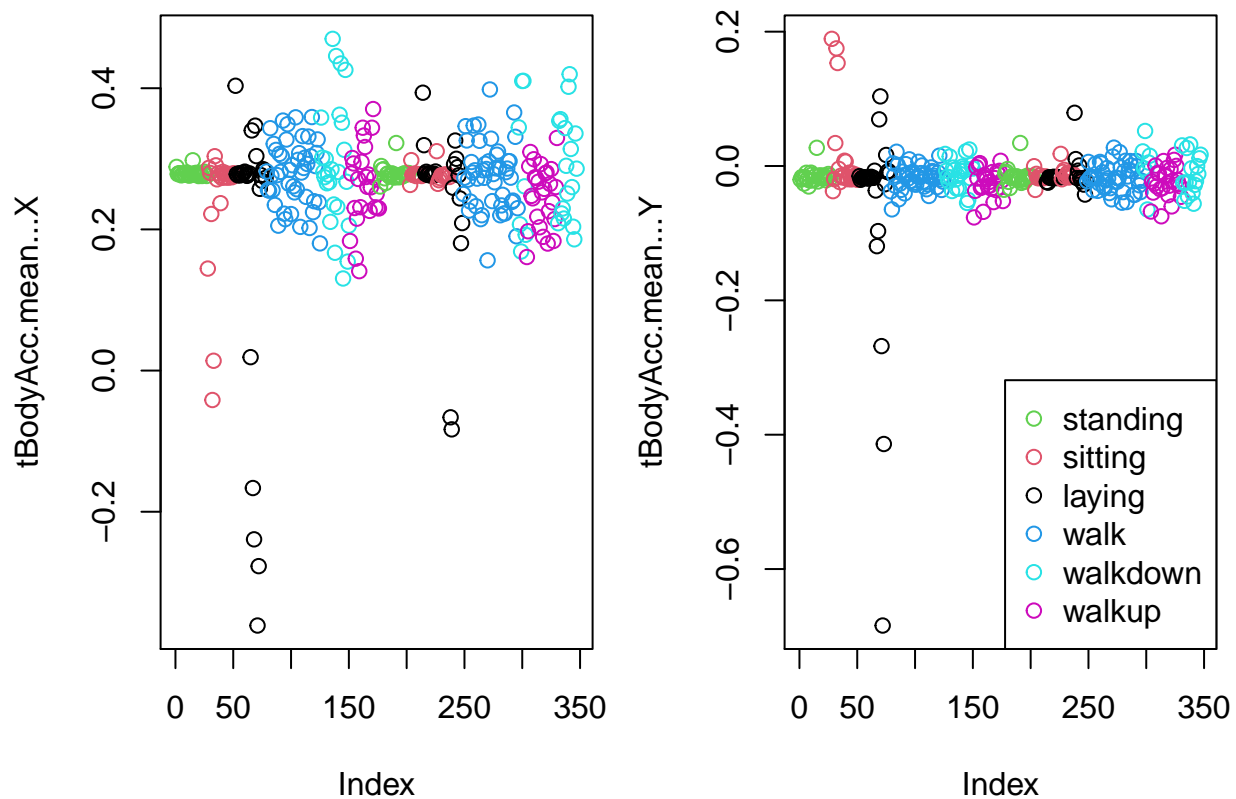 tBodyAcc.mean...X
0.4
0.2
0.0
−0.2
0 50 150 250 350
Index
tBodyAcc.mean...Y
0.2
0.0
−0.2
−0.4
−0.6
0 50 150 250 350
Index
standing
sitting
laying
walk
walkdown
walkup